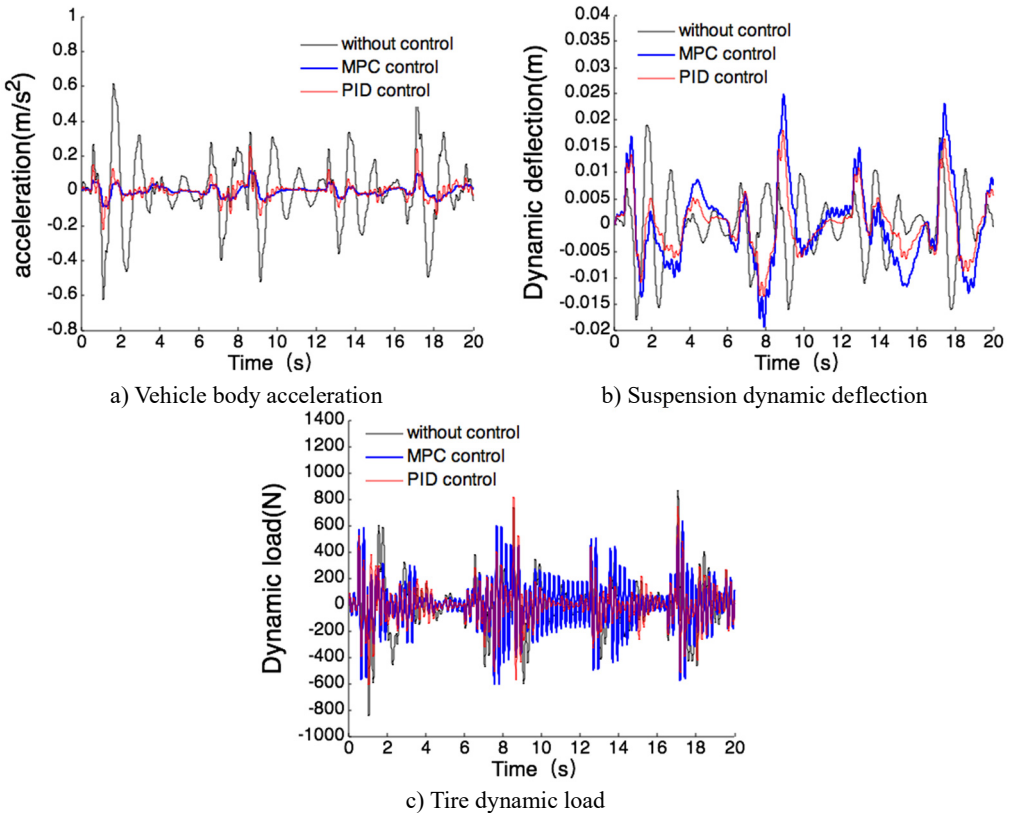 1
0.8
0.6
0.4
0.2
0
-0.2
-0.4
-0.6
-0.8
acceleration(m/s²)
without control
MPC control
PID control
0 2 4 6 8 10 12 14 16 18 20
Time (s)
a) Vehicle body acceleration
0.04
0.035
0.03
0.025
0.02
0.015
0.01
0.005
0
-0.005
-0.01
-0.015
-0.02
Dynamic deflection(m)
without control
MPC control
PID control
0 2 4 6 8 10 12 14 16 18 20
Time (s)
b) Suspension dynamic deflection
1400
1200
1000
800
600
400
200
0
-200
-400
-600
-800
-1000
Dynamic load(N)
without control
MPC control
PID control
0 2 4 6 8 10 12 14 16 18 20
Time (s)
c) Tire dynamic load